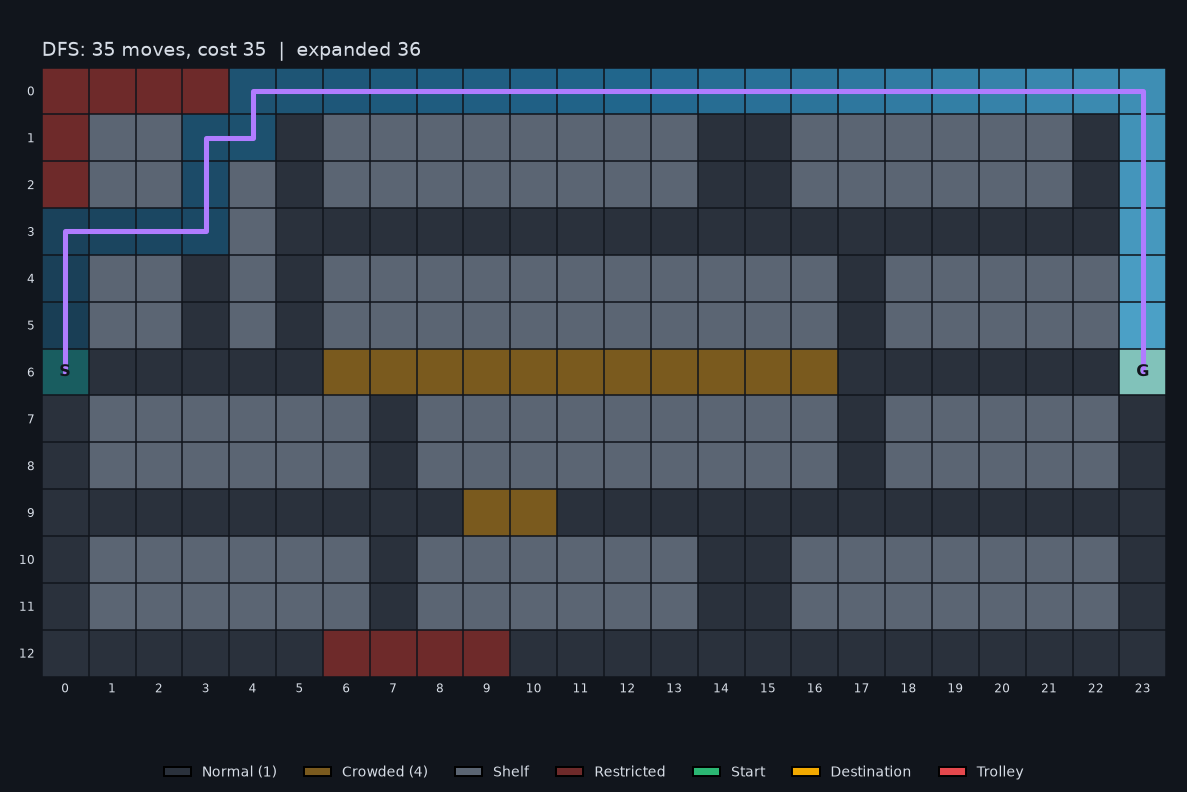 DFS: 35 moves, cost 35 | expanded 36
0
1
2
3
4
5
6
S
G
7
8
9
10
11
12
0 1 2 3 4 5 6 7 8 9 10 11 12 13 14 15 16 17 18 19 20 21 22 23
Normal (1) Crowded (4) Shelf Restricted Start Destination Trolley